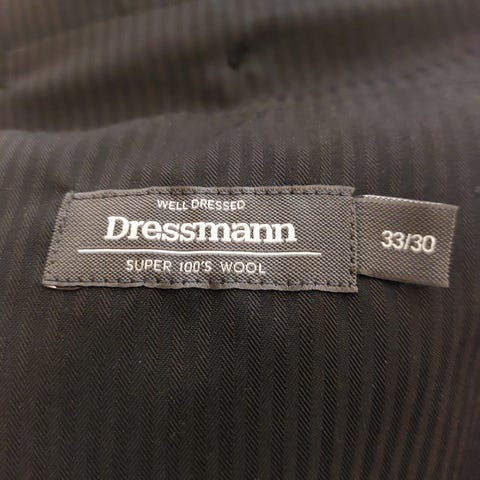 WELL DRESSED
Dressmann
SUPER 100'S WOOL
33/30